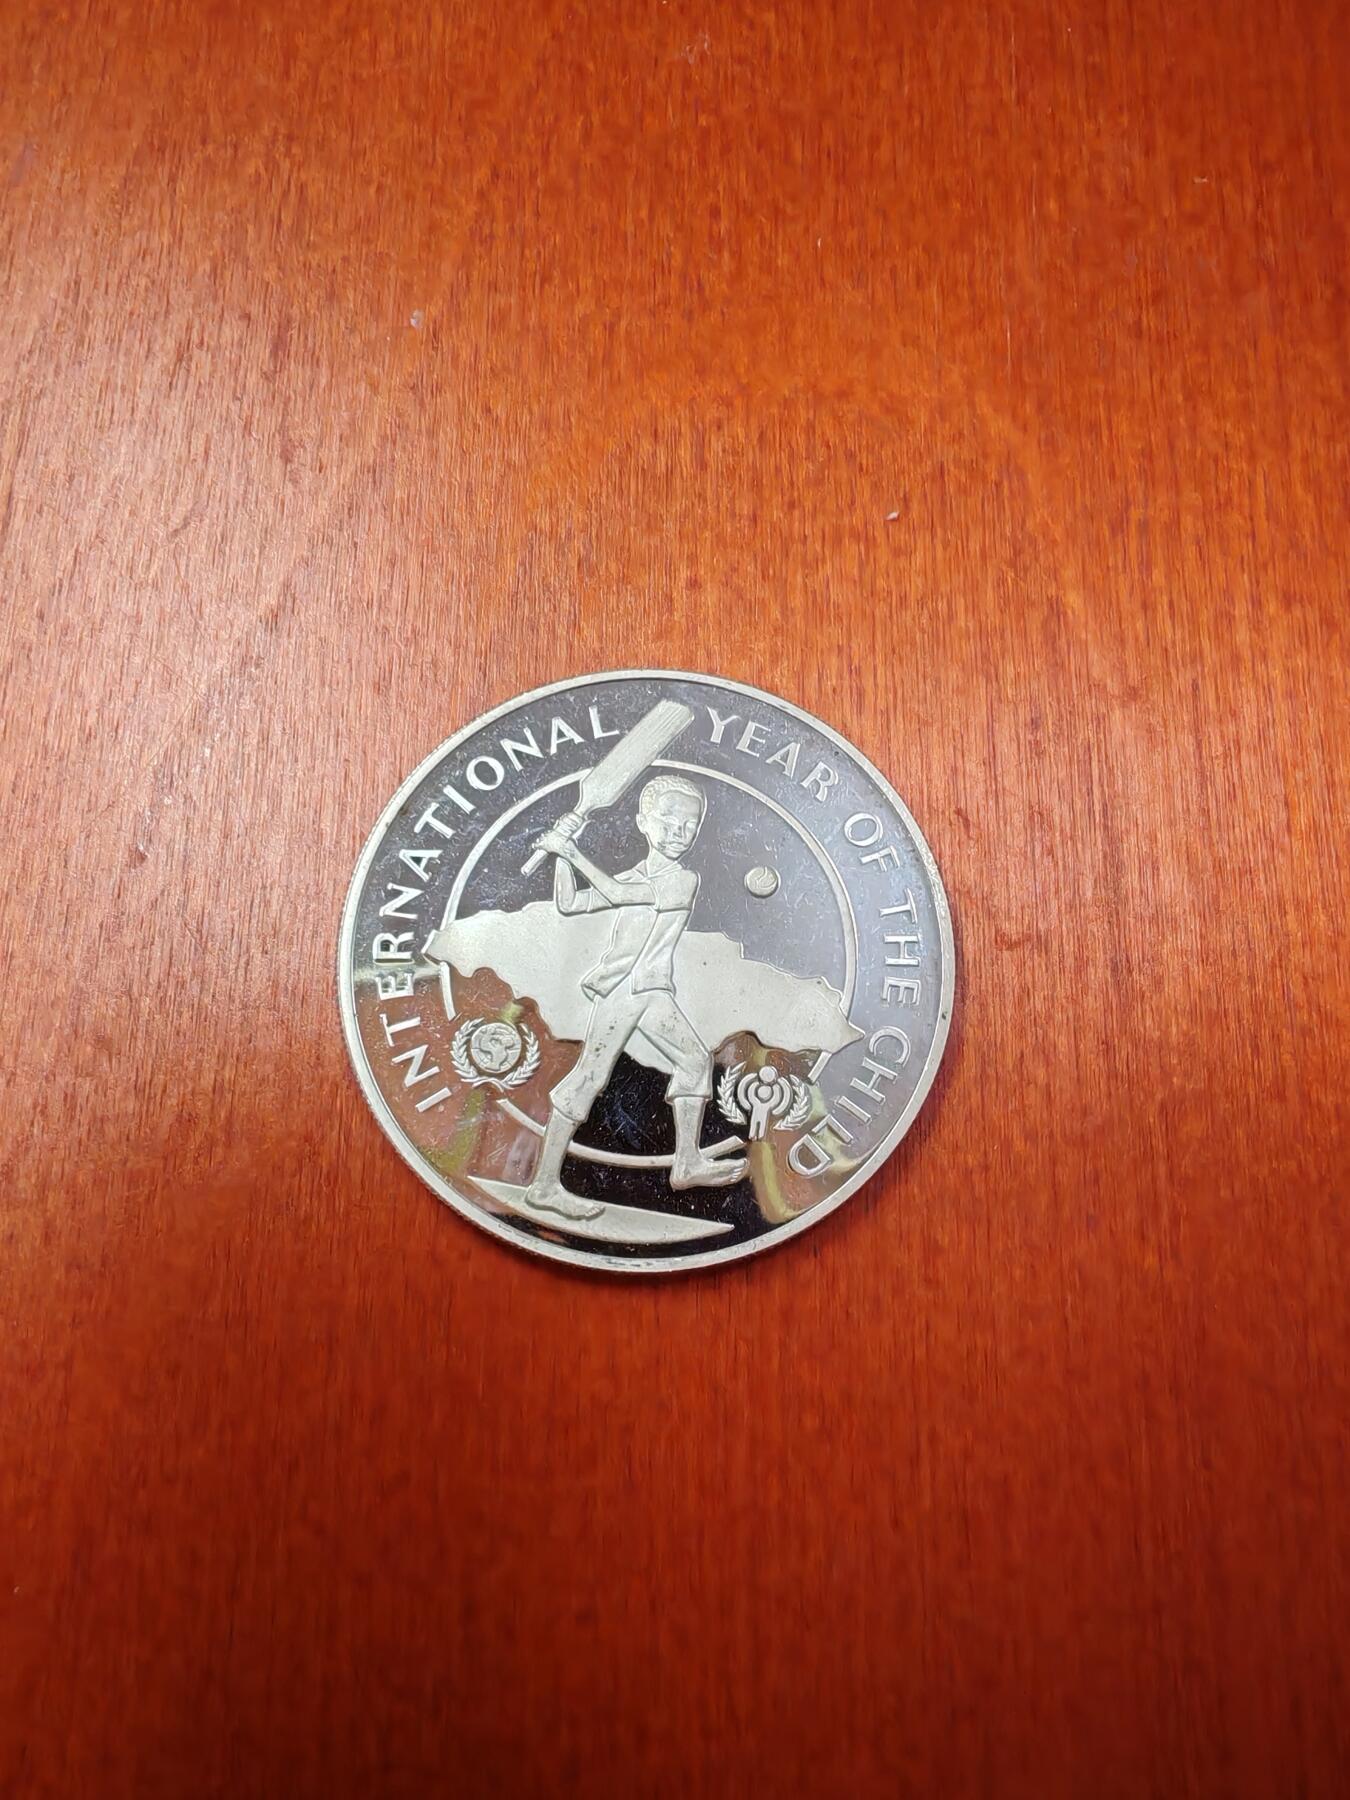 INTERNATIONAL YEAR OF THE CHILD